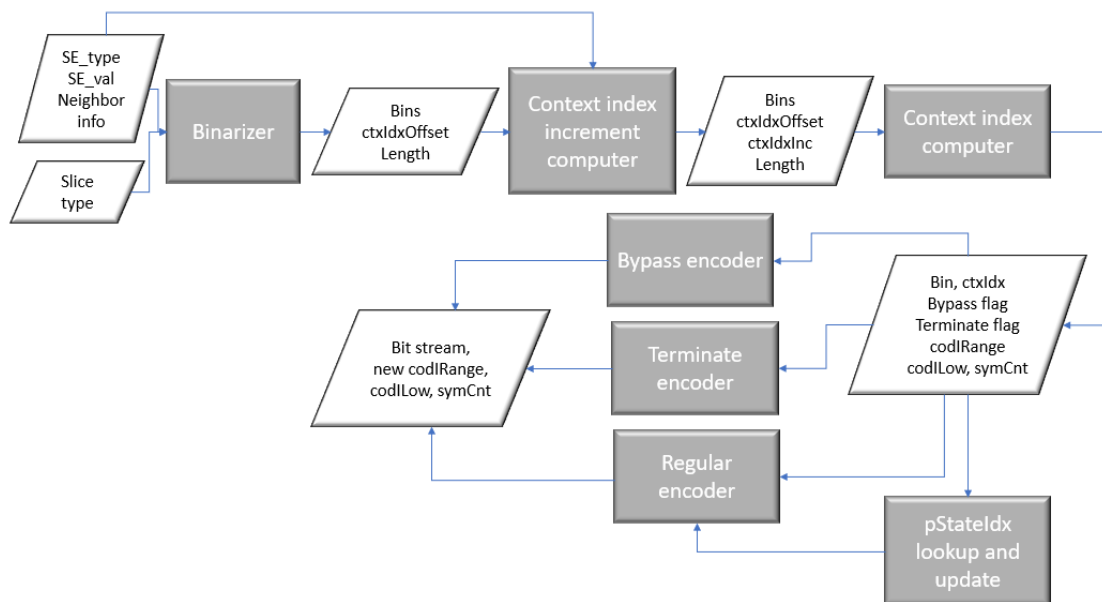 SE_type
SE_val
Neighbor
info
Slice
type
Binarizer
Bins
ctxIdxOffset
Length
Context index
increment
computer
Bins
ctxIdxOffset
ctxIdxInc
Length
Context index
computer
Bin, ctxIdx
Bypass flag
Terminate flag
codIRange
codILow, symCnt
Bypass encoder
Terminate
encoder
Regular
encoder
pStateIdx
lookup and
update
Bit stream,
new codIRange,
codILow, symCnt